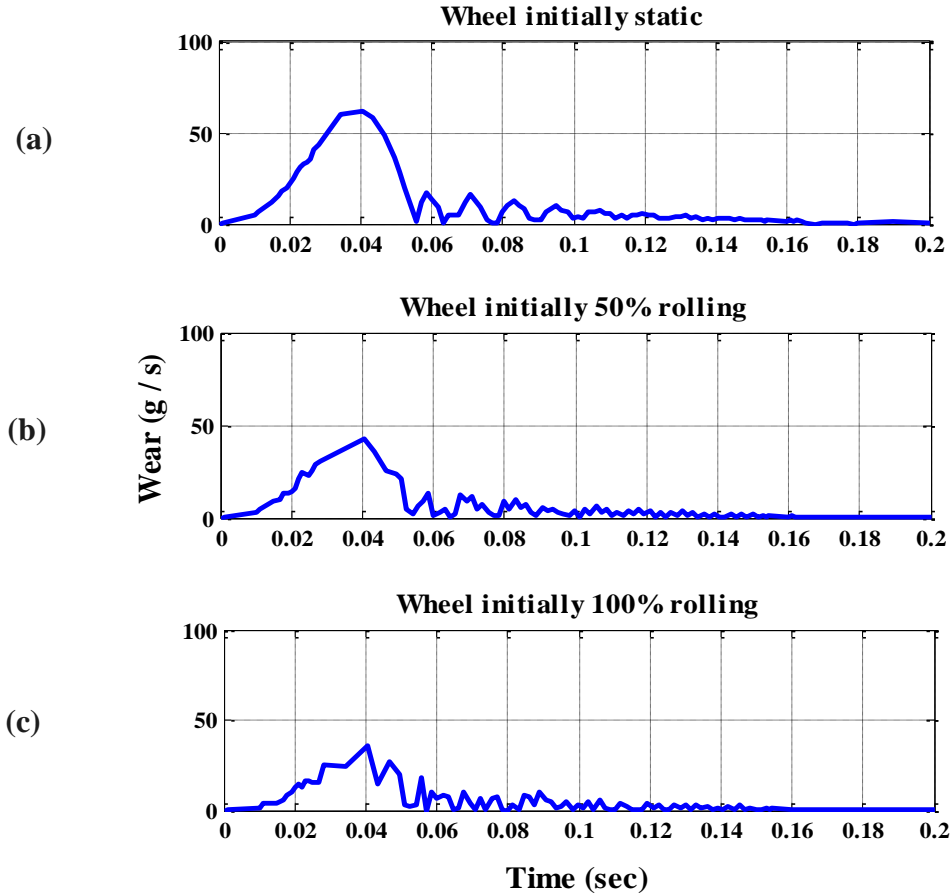 Wheel initially static
(a)
100
50
0
0 0.02 0.04 0.06 0.08 0.1 0.12 0.14 0.16 0.18 0.2
Wheel initially 50% rolling
(b)
Wear (g / s)
100
50
0
0 0.02 0.04 0.06 0.08 0.1 0.12 0.14 0.16 0.18 0.2
Wheel initially 100% rolling
(c)
100
50
0
0 0.02 0.04 0.06 0.08 0.1 0.12 0.14 0.16 0.18 0.2
Time (sec)